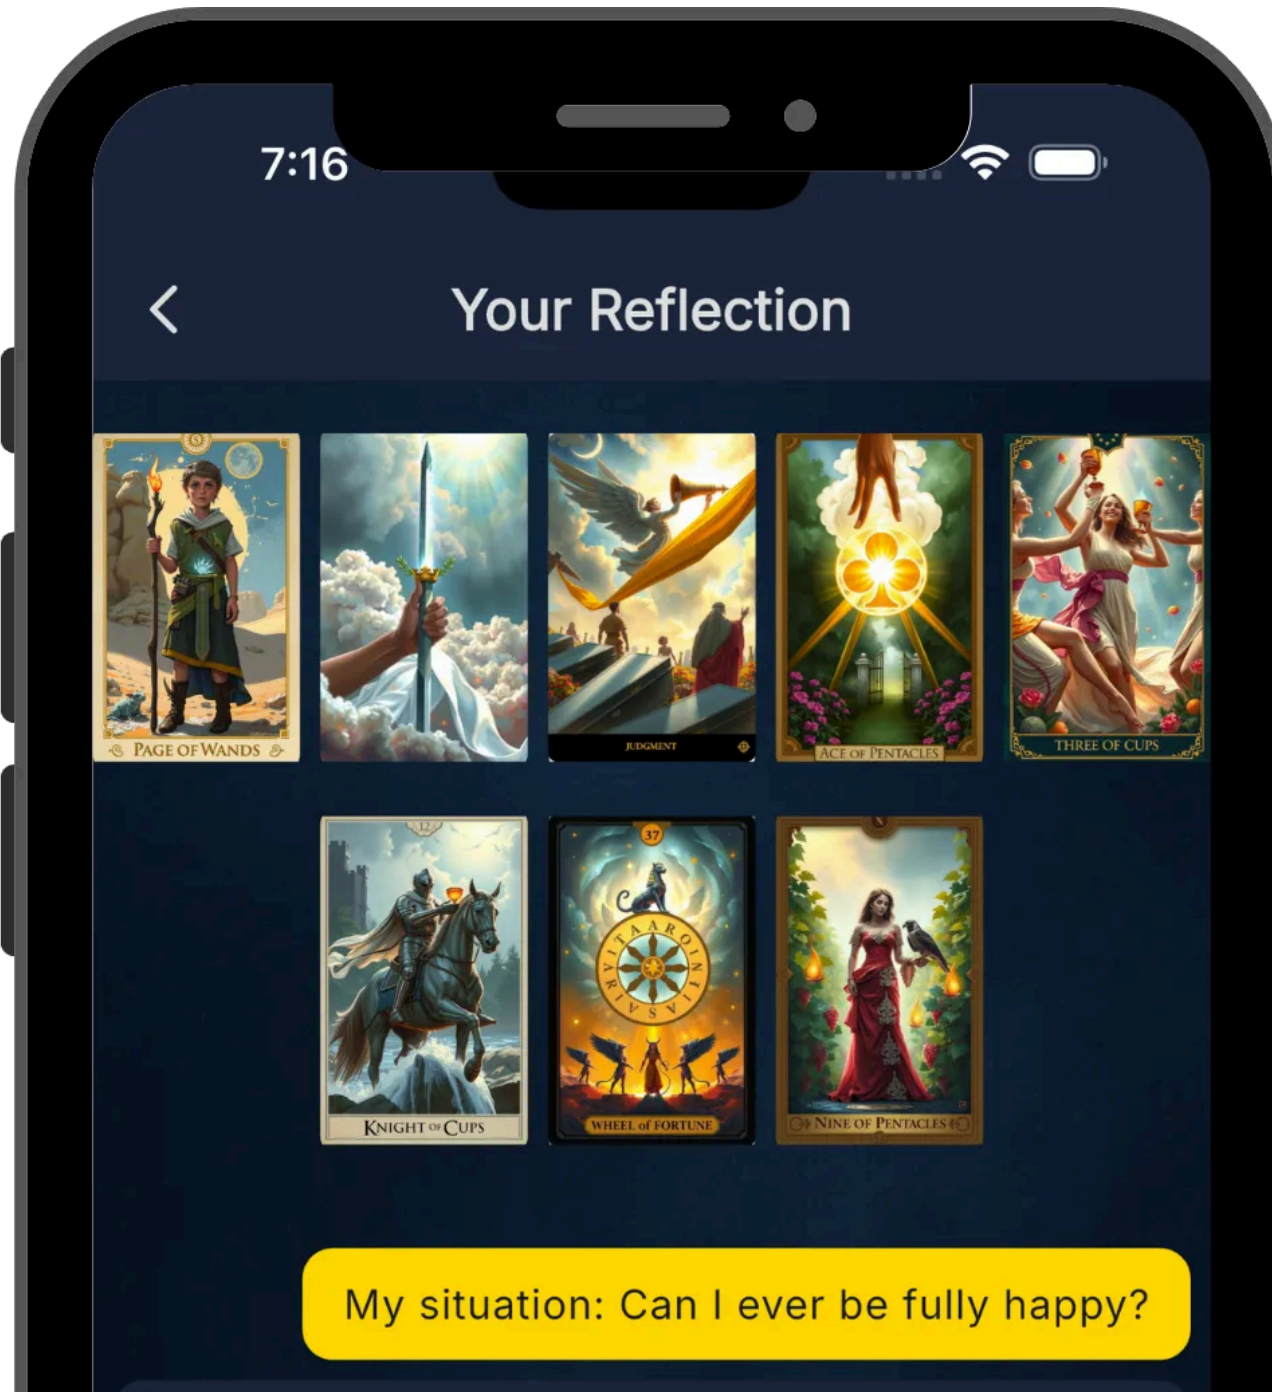 7:16
Your Reflection
PAGE OF WANDS
JUDGMENT
ACE OF PENTACLES
THREE OF CUPS
12
37
KNIGHT OF CUPS
WHEEL of FORTUNE
NINE OF PENTACLES
My situation: Can I ever be fully happy?